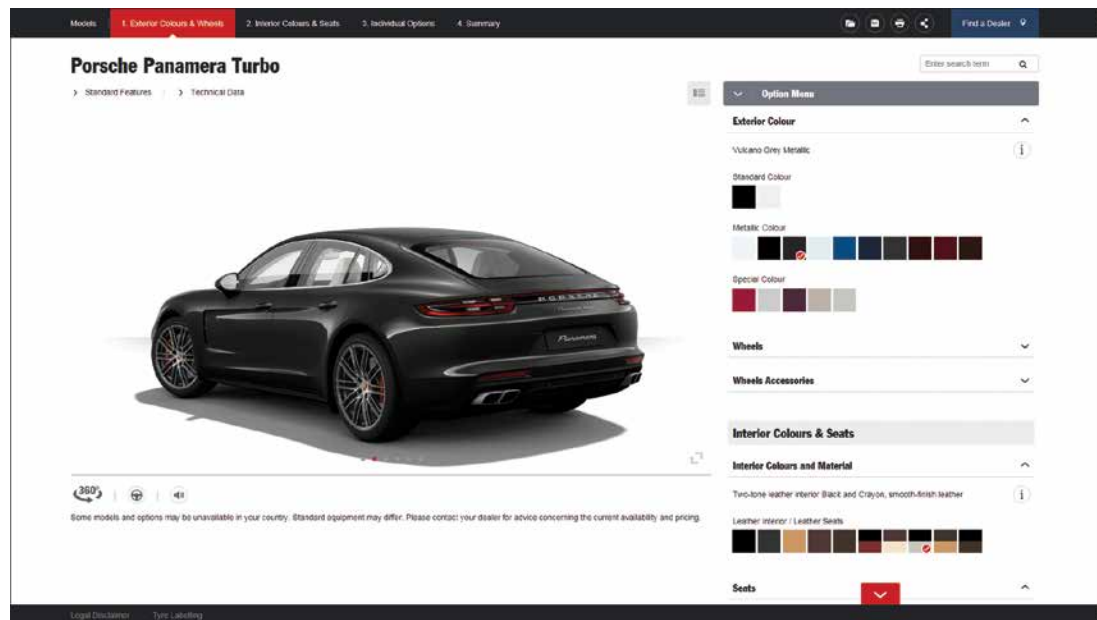 Models
1. Exterior Colours & Wheels
2. Interior Colours & Seats
3. Individual Options
4. Summary
Find a Dealer
Porsche Panamera Turbo
Enter search term
Standard Features
Technical Data
Option Menu
Exterior Colour
Vulcano Grey Metallic
i
Standard Colour
Metallic Colour
Special Colour
PORSCHE
Panamera
Wheels
Wheels Accessories
Interior Colours & Seats
Interior Colours and Material
360°
Two-tone leather interior Black and Crayon, smooth-finish leather
i
Some models and options may be unavailable in your country. Standard equipment may differ. Please contact your dealer for advice concerning the current availability and pricing.
Leather interior / Leather Seats
Seats
Legal Disclaimer
Tyre Labelling